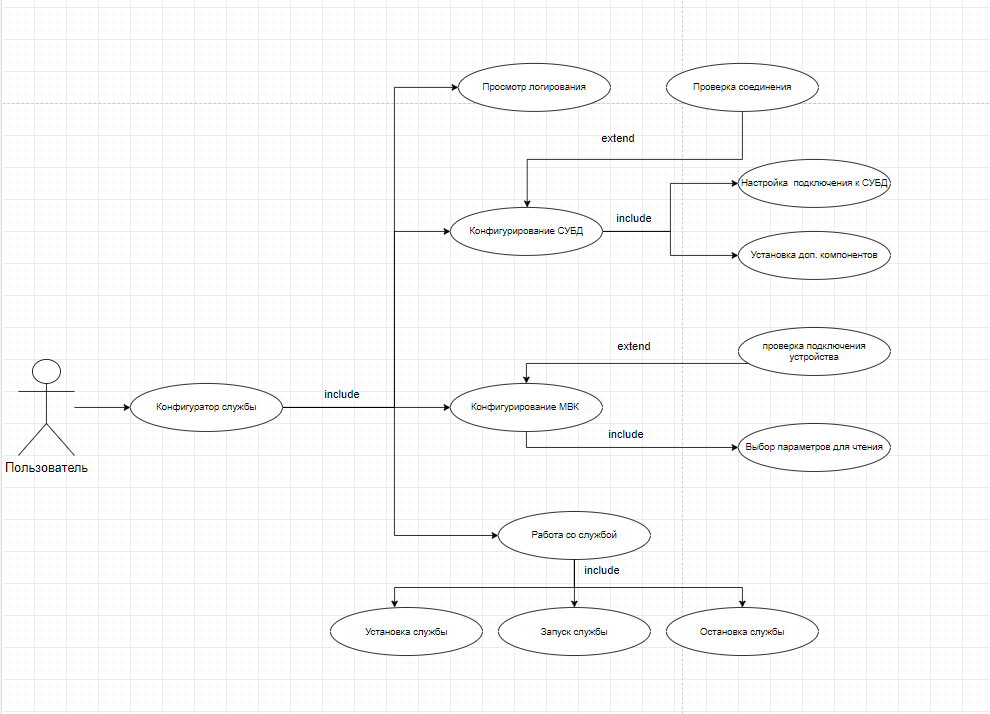 Просмотр логирования
Проверка соединения
extend
Настройка подключения к СУБД
include
Конфигурирование СУБД
Установка доп. компонентов
extend
проверка подключения
устройства
include
Конфигуратор службы
Конфигурирование МВК
include
Выбор параметров для чтения
Пользователь
Работа со службой
include
Установка службы
Запуск службы
Остановка службы